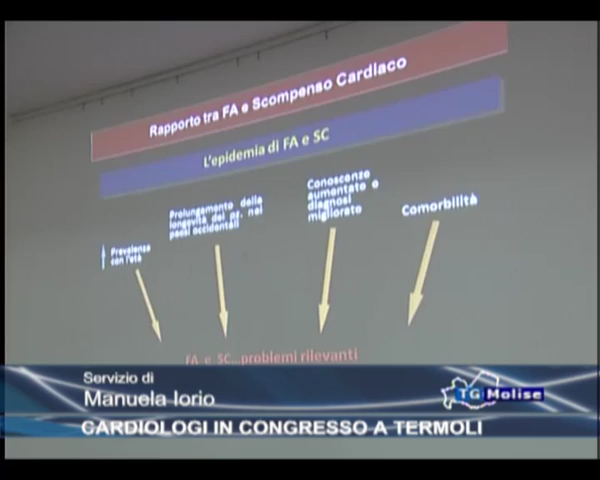 Rapporto tra FA e Scompenso Cardiaco
L'epidemia di FA e SC
Prevalenza
con l'età
Prolungamento della
longevità dei pz. nei
paesi occidentali
Conoscenze
aumentate e
diagnosi
migliorate
Comorbilità
FA e SC...problemi rilevanti
Servizio di
Manuela Iorio
TG Molise
CARDIOLOGI IN CONGRESSO A TERMOLI